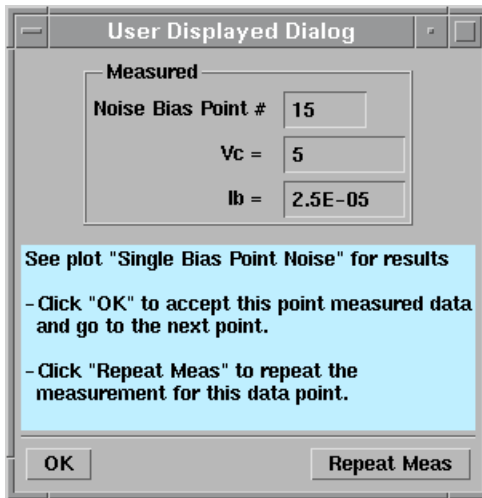 User Displayed Dialog
Measured
Noise Bias Point # 15
Vc = 5
Ib = 2.5E-05
See plot "Single Bias Point Noise" for results
-Click "OK" to accept this point measured data
and go to the next point.
-Click "Repeat Meas" to repeat the
measurement for this data point.
OK Repeat Meas